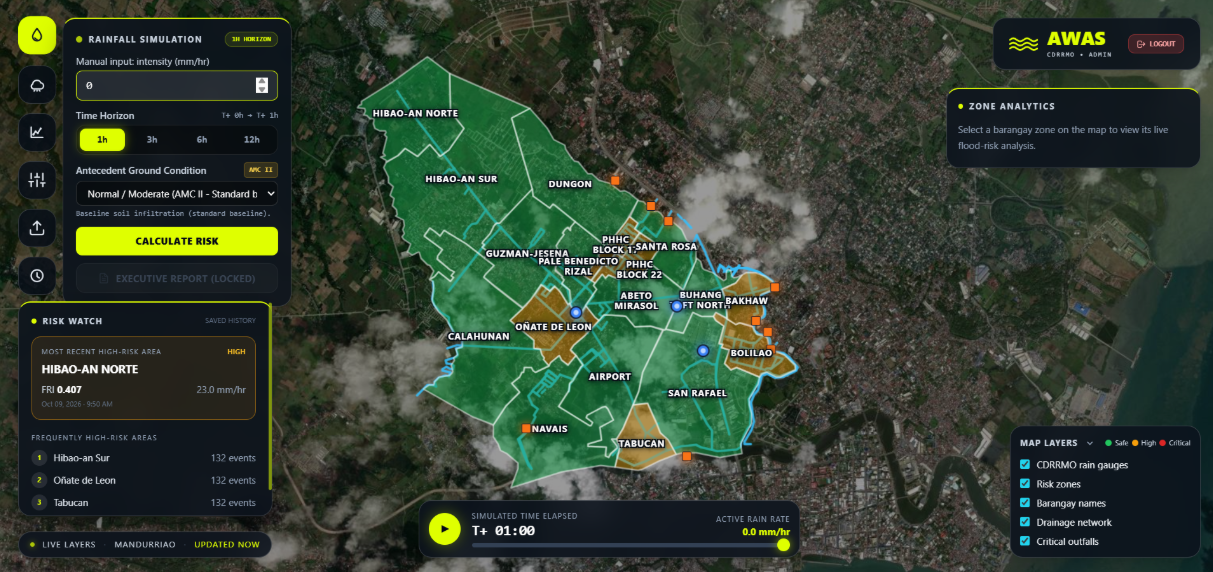 RAINFALL SIMULATION
1H HORIZON
Manual input: intensity (mm/hr)
0
Time Horizon
T+ 0h → T+ 1h
1h 3h 6h 12h
Antecedent Ground Condition
AMC II
Normal / Moderate (AMC II - Standard b
Baseline soil infiltration (standard baseline).
CALCULATE RISK
EXECUTIVE REPORT (LOCKED)
RISK WATCH
SAVED HISTORY
MOST RECENT HIGH-RISK AREA
HIGH
HIBAO-AN NORTE
FRI 0.407
23.0 mm/hr
Oct 09, 2026 · 9:50 AM
FREQUENTLY HIGH-RISK AREAS
1 Hibao-an Sur 132 events
2 Oñate de Leon 132 events
3 Tabucan 132 events
LIVE LAYERS · MANDURRIAO · UPDATED NOW
HIBAO-AN NORTE
HIBAO-AN SUR
DUNGON
PHHC
BLOCK 17
SANTA ROSA
GUZMAN-JESENA
PALE BENEDICTO
RIZAL
PHHC
BLOCK 22
ABETO
MIRASOL
BUHANG
TAFT NORTH
BAKHAW
OÑATE DE LEON
CALAHUNAN
BOLILAO
AIRPORT
SAN RAFAEL
NAVAIS
TABUCAN
SIMULATED TIME ELAPSED
T+ 01:00
ACTIVE RAIN RATE
0.0 mm/hr
AWAS
CDRRMO • ADMIN
LOGOUT
ZONE ANALYTICS
Select a barangay zone on the map to view its live
flood-risk analysis.
MAP LAYERS
Safe High Critical
CDRRMO rain gauges
Risk zones
Barangay names
Drainage network
Critical outfalls